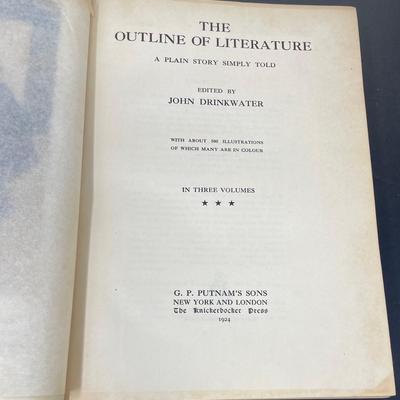 THE
OUTLINE OF LITERATURE
A PLAIN STORY SIMPLY TOLD
EDITED BY
JOHN DRINKWATER
WITH ABOUT 500 ILLUSTRATIONS
OF WHICH MANY ARE IN COLOUR
IN THREE VOLUMES
★ ★ ★
G. P. PUTNAM'S SONS
NEW YORK AND LONDON
The Knickerbocker Press
1924